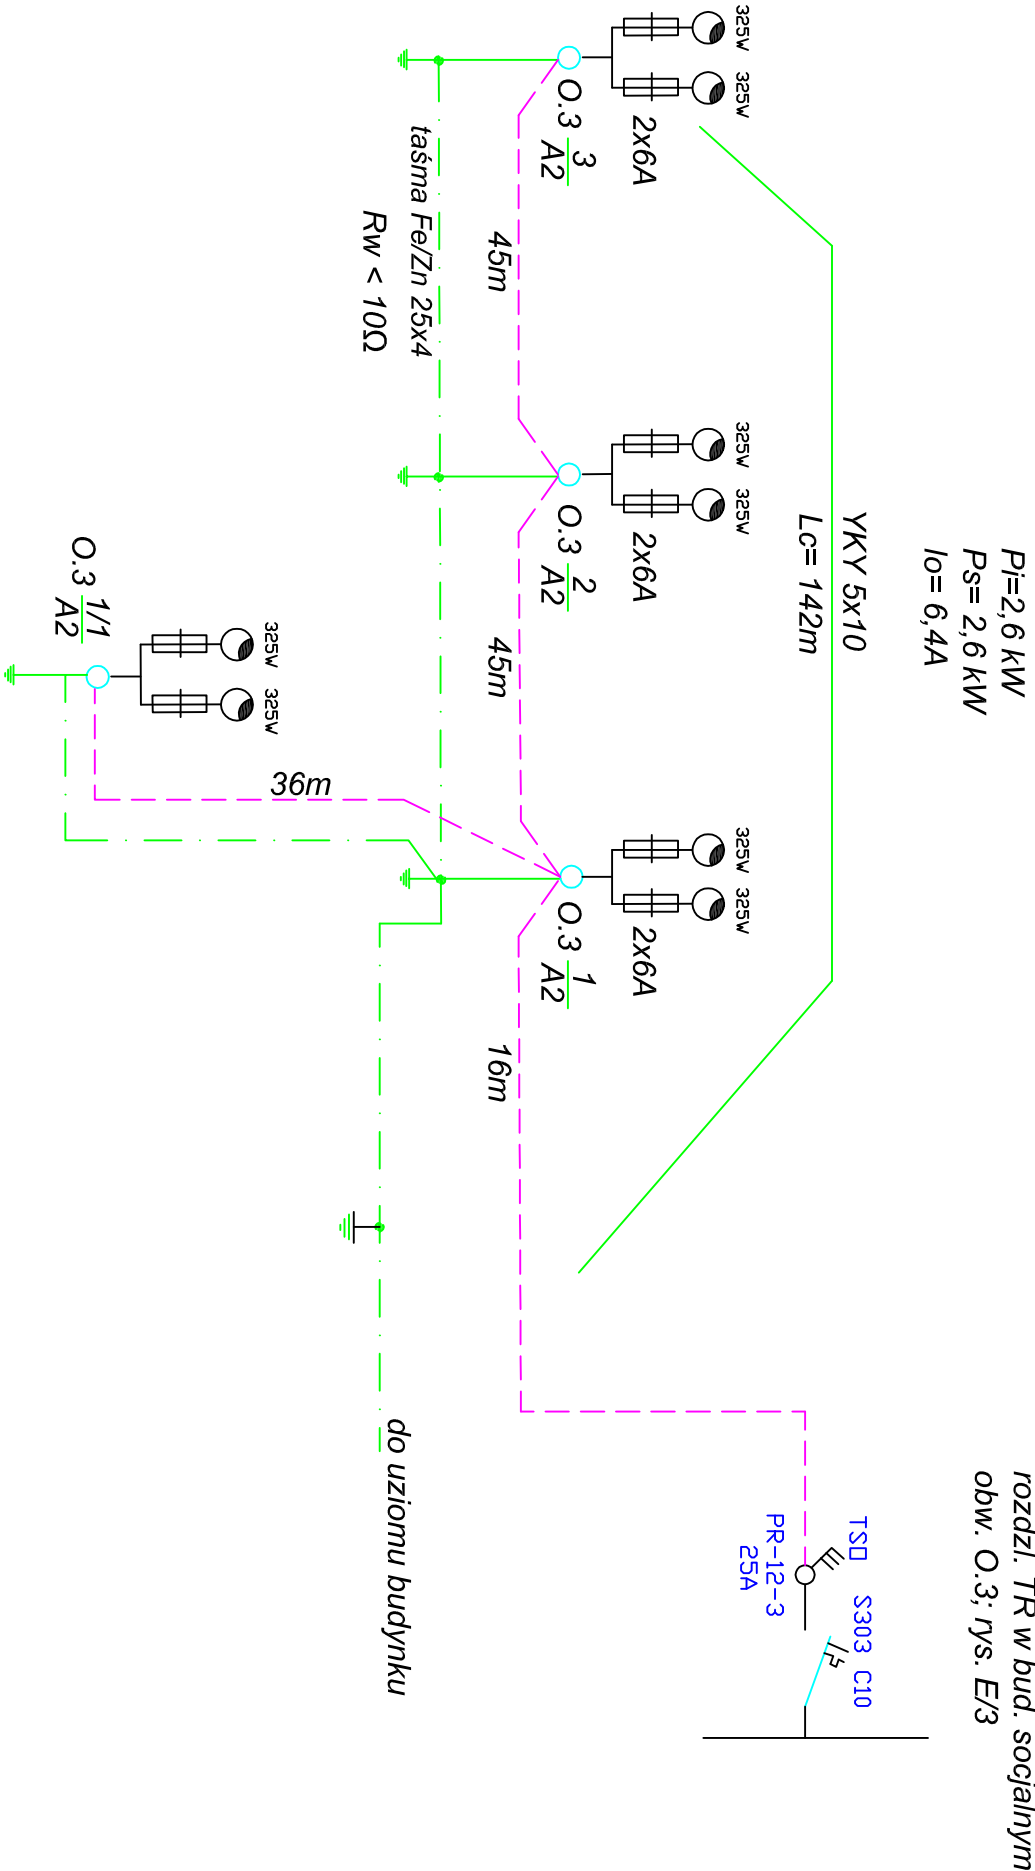 rozdzl. TR w bud. socjalnym
obw. O.3; rys. E/3
Pi=2,6 kW
Ps= 2,6 kW
Io= 6,4A
YKY 5x10
Lc= 142m
TSO
S303 C10
PR-12-3
25A
325W
325W
2x6A
O.3 3
A2
325W
325W
2x6A
O.3 2
A2
325W
325W
2x6A
O.3 1
A2
45m
45m
16m
taśma Fe/Zn 25x4
Rw < 10Ω
do uziomu budynku
36m
325W
325W
O.3 1/1
A2